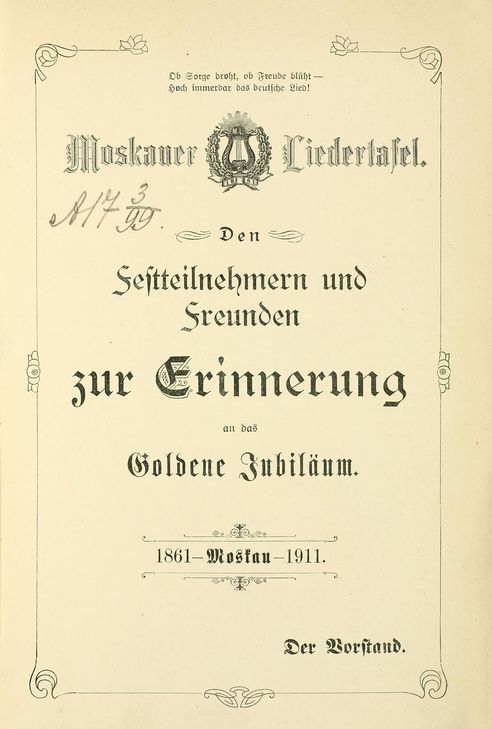 Ob Sorge droht, ob Freude blüht —
Hoch immerdar das deutsche Lied!
Moskauer Liedertafel.
A17 3/99.
Den
Festteilnehmern und
Freunden
zur Erinnerung
an das
Goldene Jubiläum.
1861–Moskau–1911.
Der Vorstand.